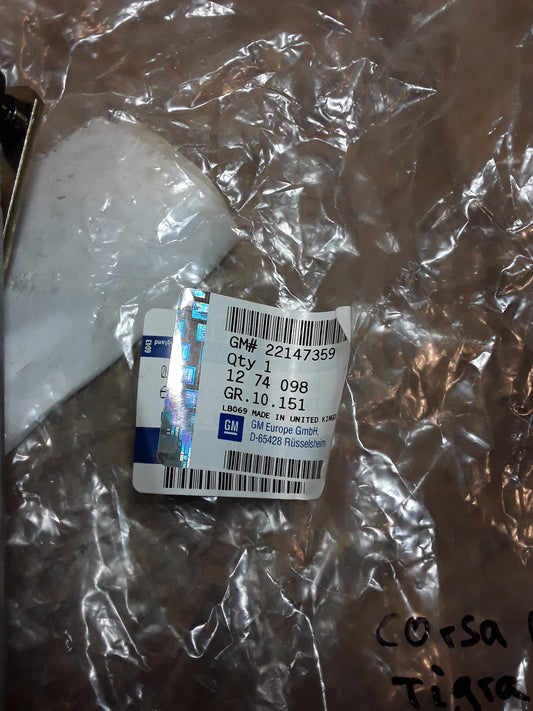 GM# 22147359
Qty 1
12 74 098
GR.10.151
LB069 MADE IN UNITED
GM
GM Europe GmbH.
D-65428 Rüsselsheim
corsa
Tigra